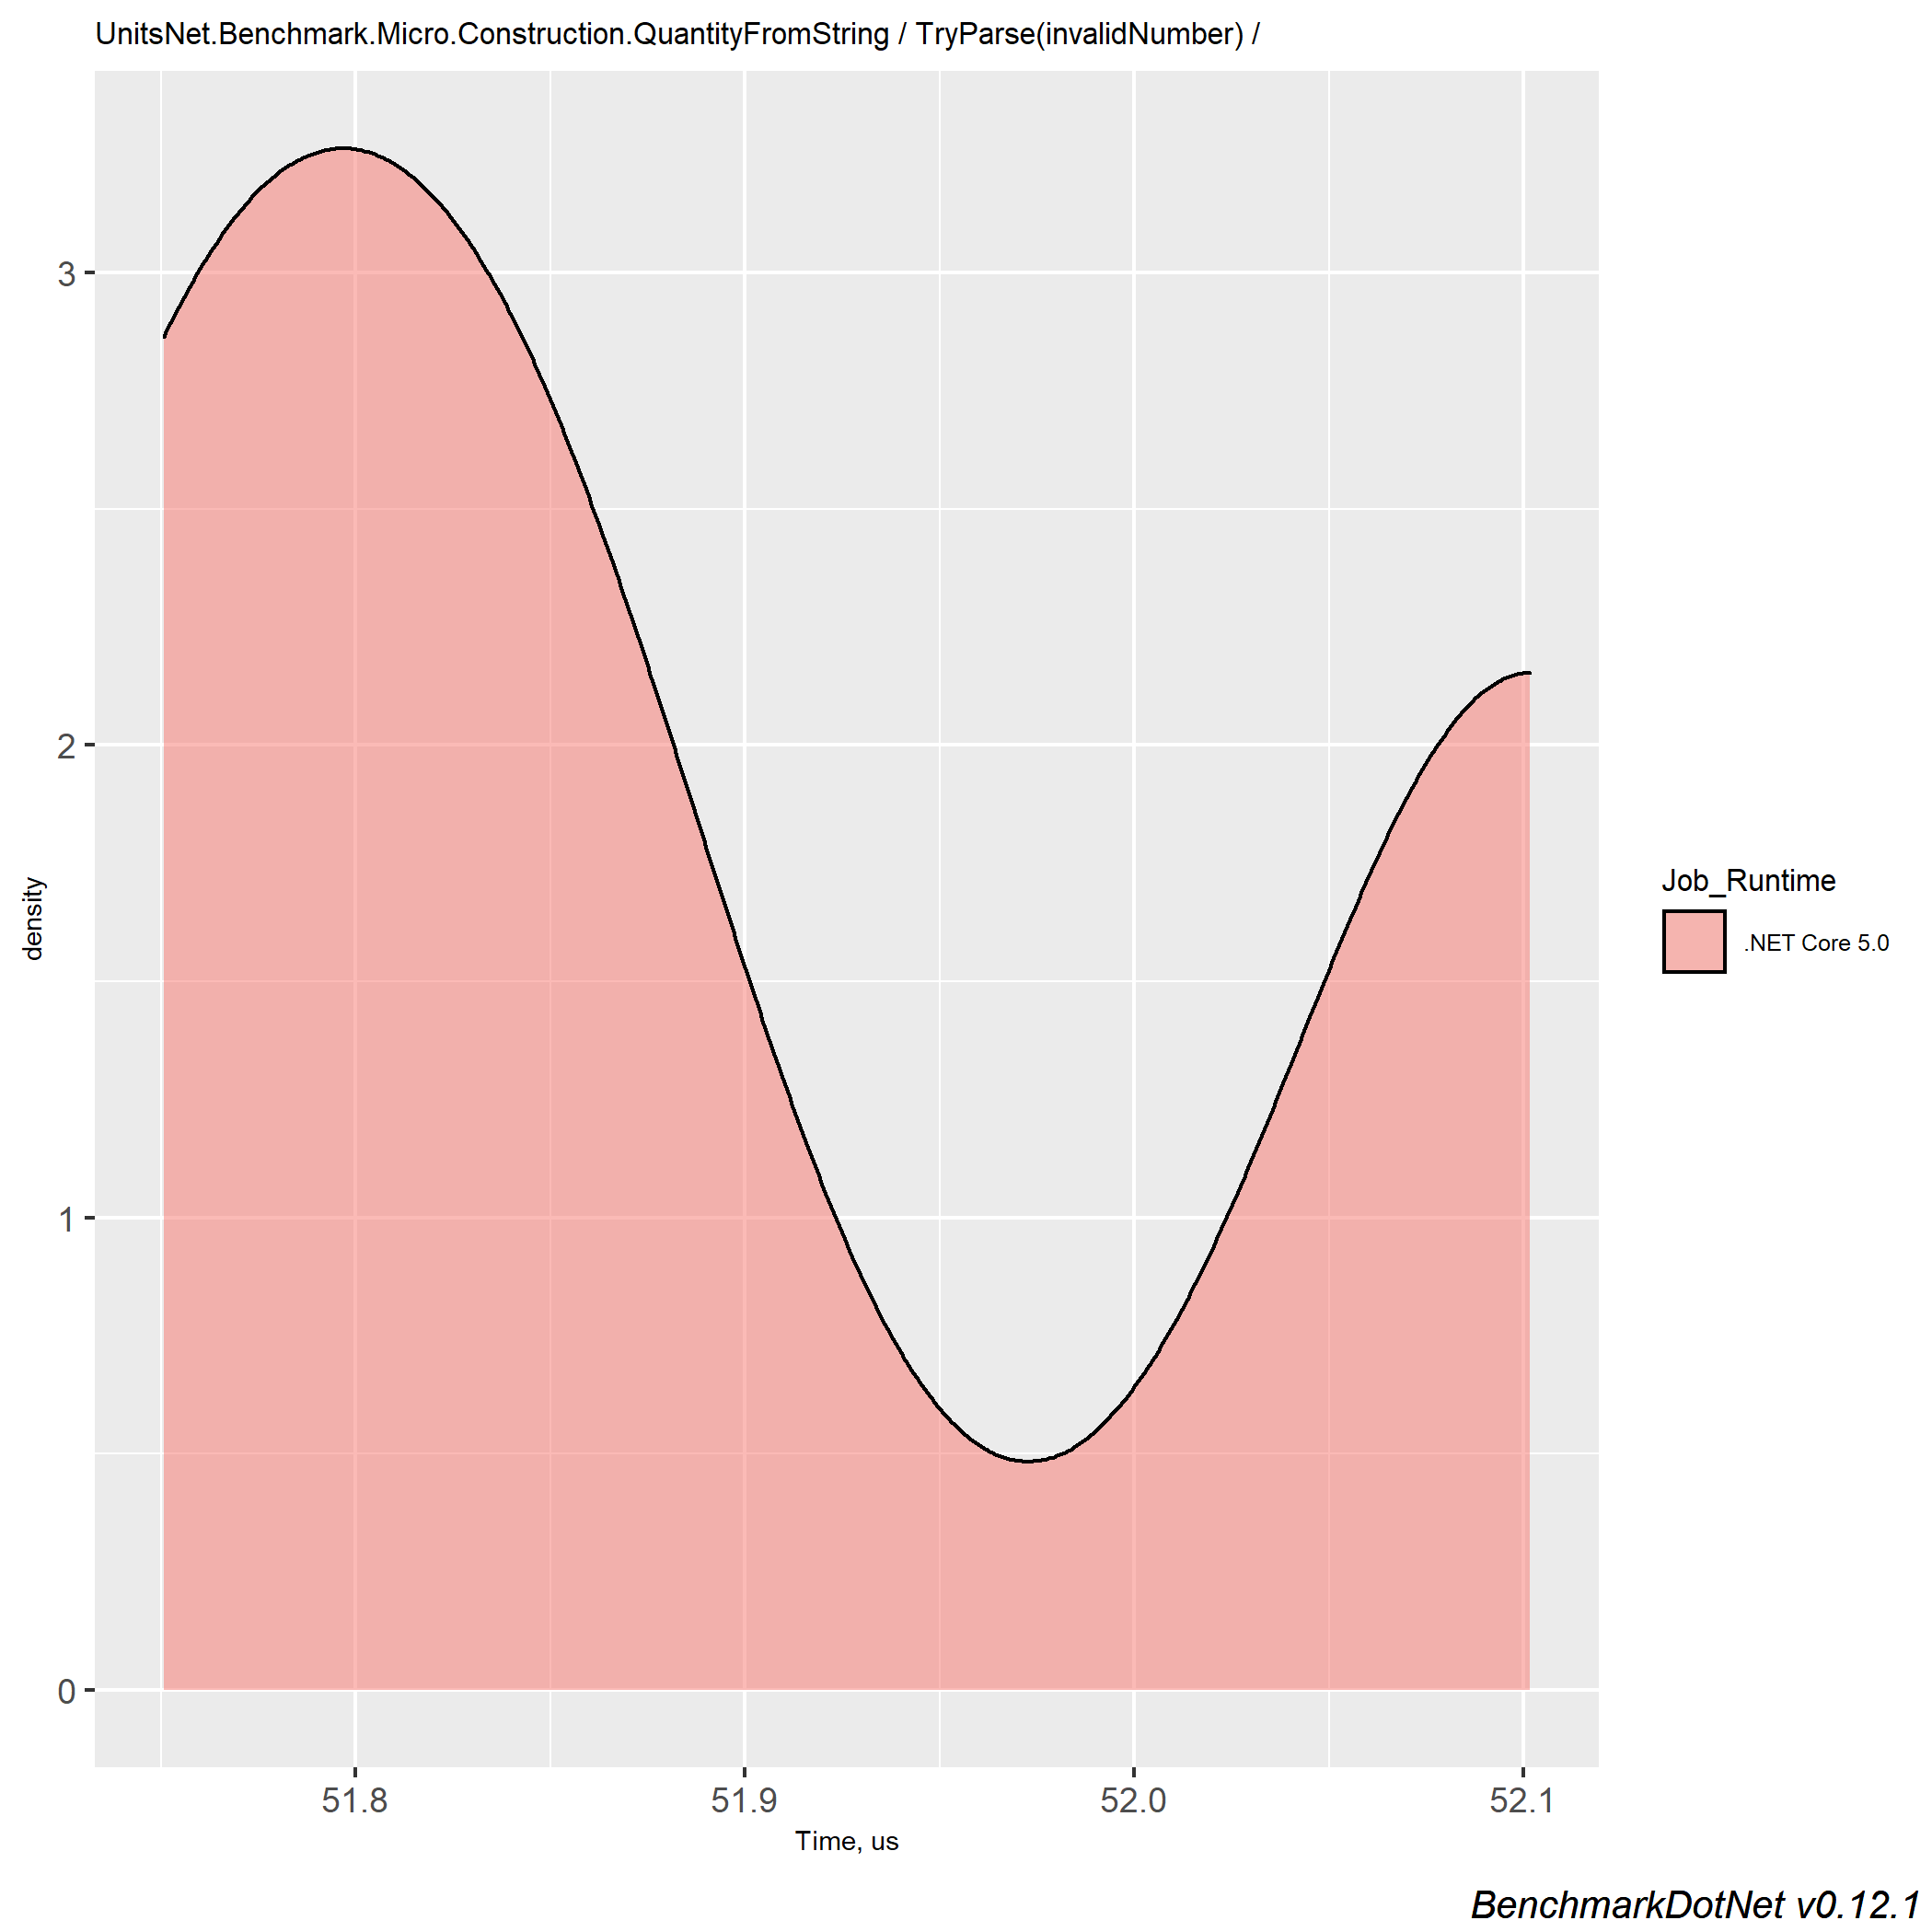 UnitsNet.Benchmark.Micro.Construction.QuantityFromString / TryParse(invalidNumber) /
3
2
1
0
density
51.8 51.9 52.0 52.1
Time, us
Job_Runtime
.NET Core 5.0
BenchmarkDotNet v0.12.1